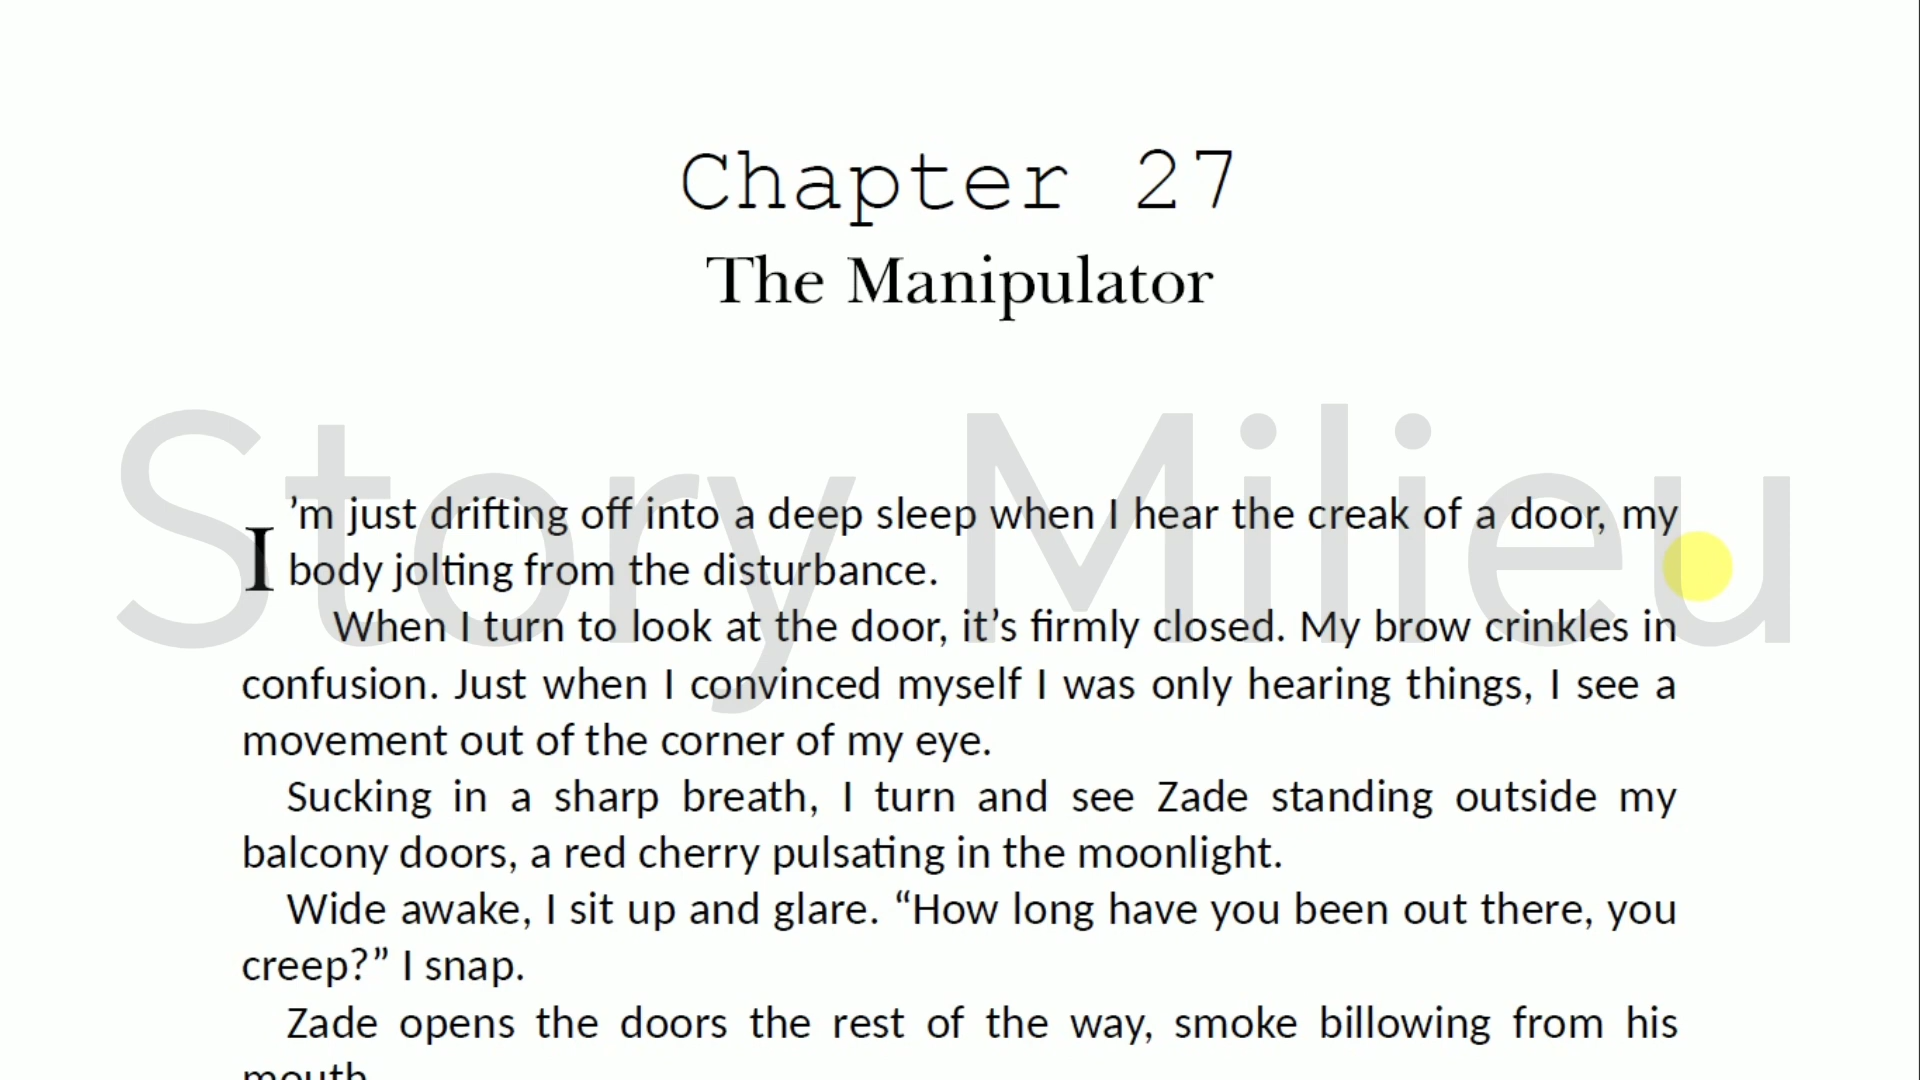 Chapter 27
The Manipulator
Story Milieu
I’m just drifting off into a deep sleep when I hear the creak of a door, my
body jolting from the disturbance.
When I turn to look at the door, it’s firmly closed. My brow crinkles in
confusion. Just when I convinced myself I was only hearing things, I see a
movement out of the corner of my eye.
Sucking in a sharp breath, I turn and see Zade standing outside my
balcony doors, a red cherry pulsating in the moonlight.
Wide awake, I sit up and glare. “How long have you been out there, you
creep?” I snap.
Zade opens the doors the rest of the way, smoke billowing from his
mouth.